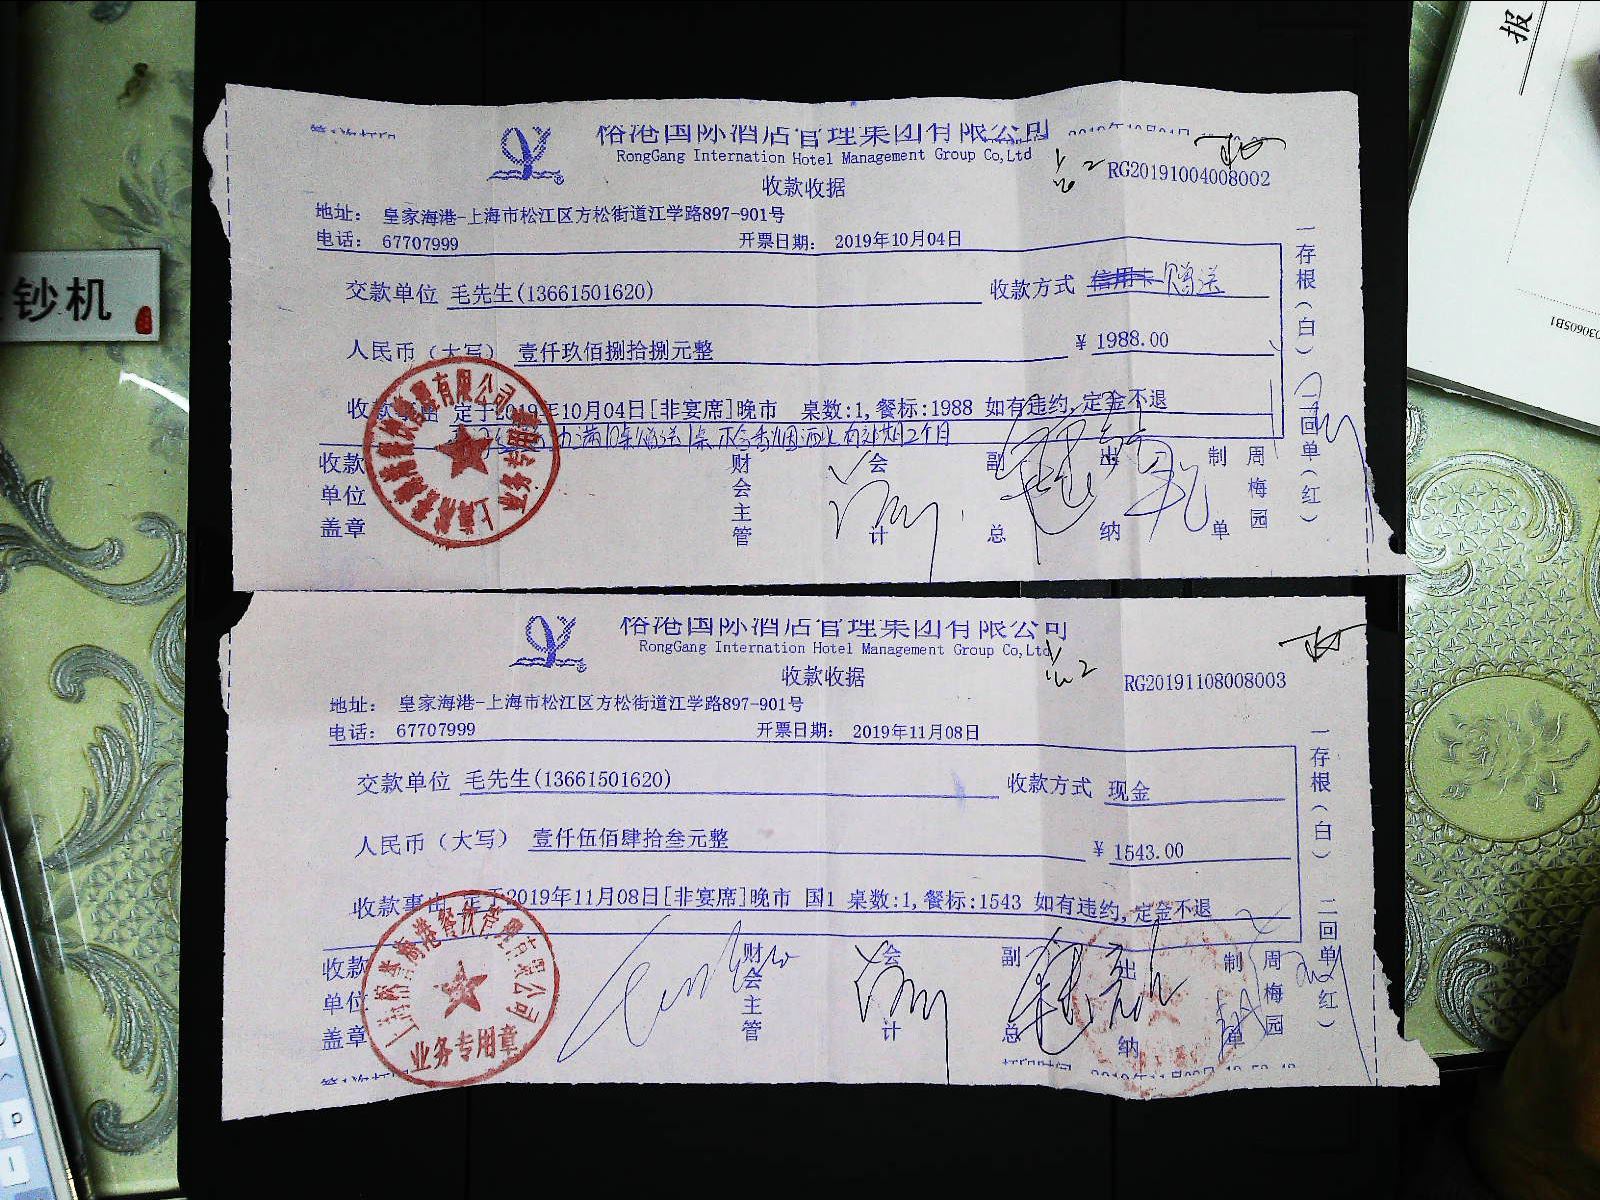 报
钞机
030605B1
裕港国际酒店管理集团有限公司
RongGang Internation Hotel Management Group Co,Ltd
收款收据
RG20191004008002
地址： 皇家海港-上海市松江区方松街道江学路897-901号
电话： 67707999 开票日期： 2019年10月04日
交款单位 毛先生(13661501620) 收款方式 信用卡 赠送
人民币（大写） 壹仟玖佰捌拾捌元整 ¥ 1988.00
收款事由 定于2019年10月04日[非宴席]晚市 桌数:1,餐标:1988 如有违约,定金不退
收款单位盖章 财会主管 会计 副总 出纳 制单 周梅园
一存根（白） 二回单（红）
业务专用章
裕港国际酒店管理集团有限公司
RongGang Internation Hotel Management Group Co,Ltd
收款收据
RG20191108008003
地址： 皇家海港-上海市松江区方松街道江学路897-901号
电话： 67707999 开票日期： 2019年11月08日
交款单位 毛先生(13661501620) 收款方式 现金
人民币（大写） 壹仟伍佰肆拾叁元整 ¥ 1543.00
收款事由 定于2019年11月08日[非宴席]晚市 国1 桌数:1,餐标:1543 如有违约,定金不退
收款单位盖章 财会主管 会计 副总 出纳 制单 周梅园
一存根（白） 二回单（红）
业务专用章